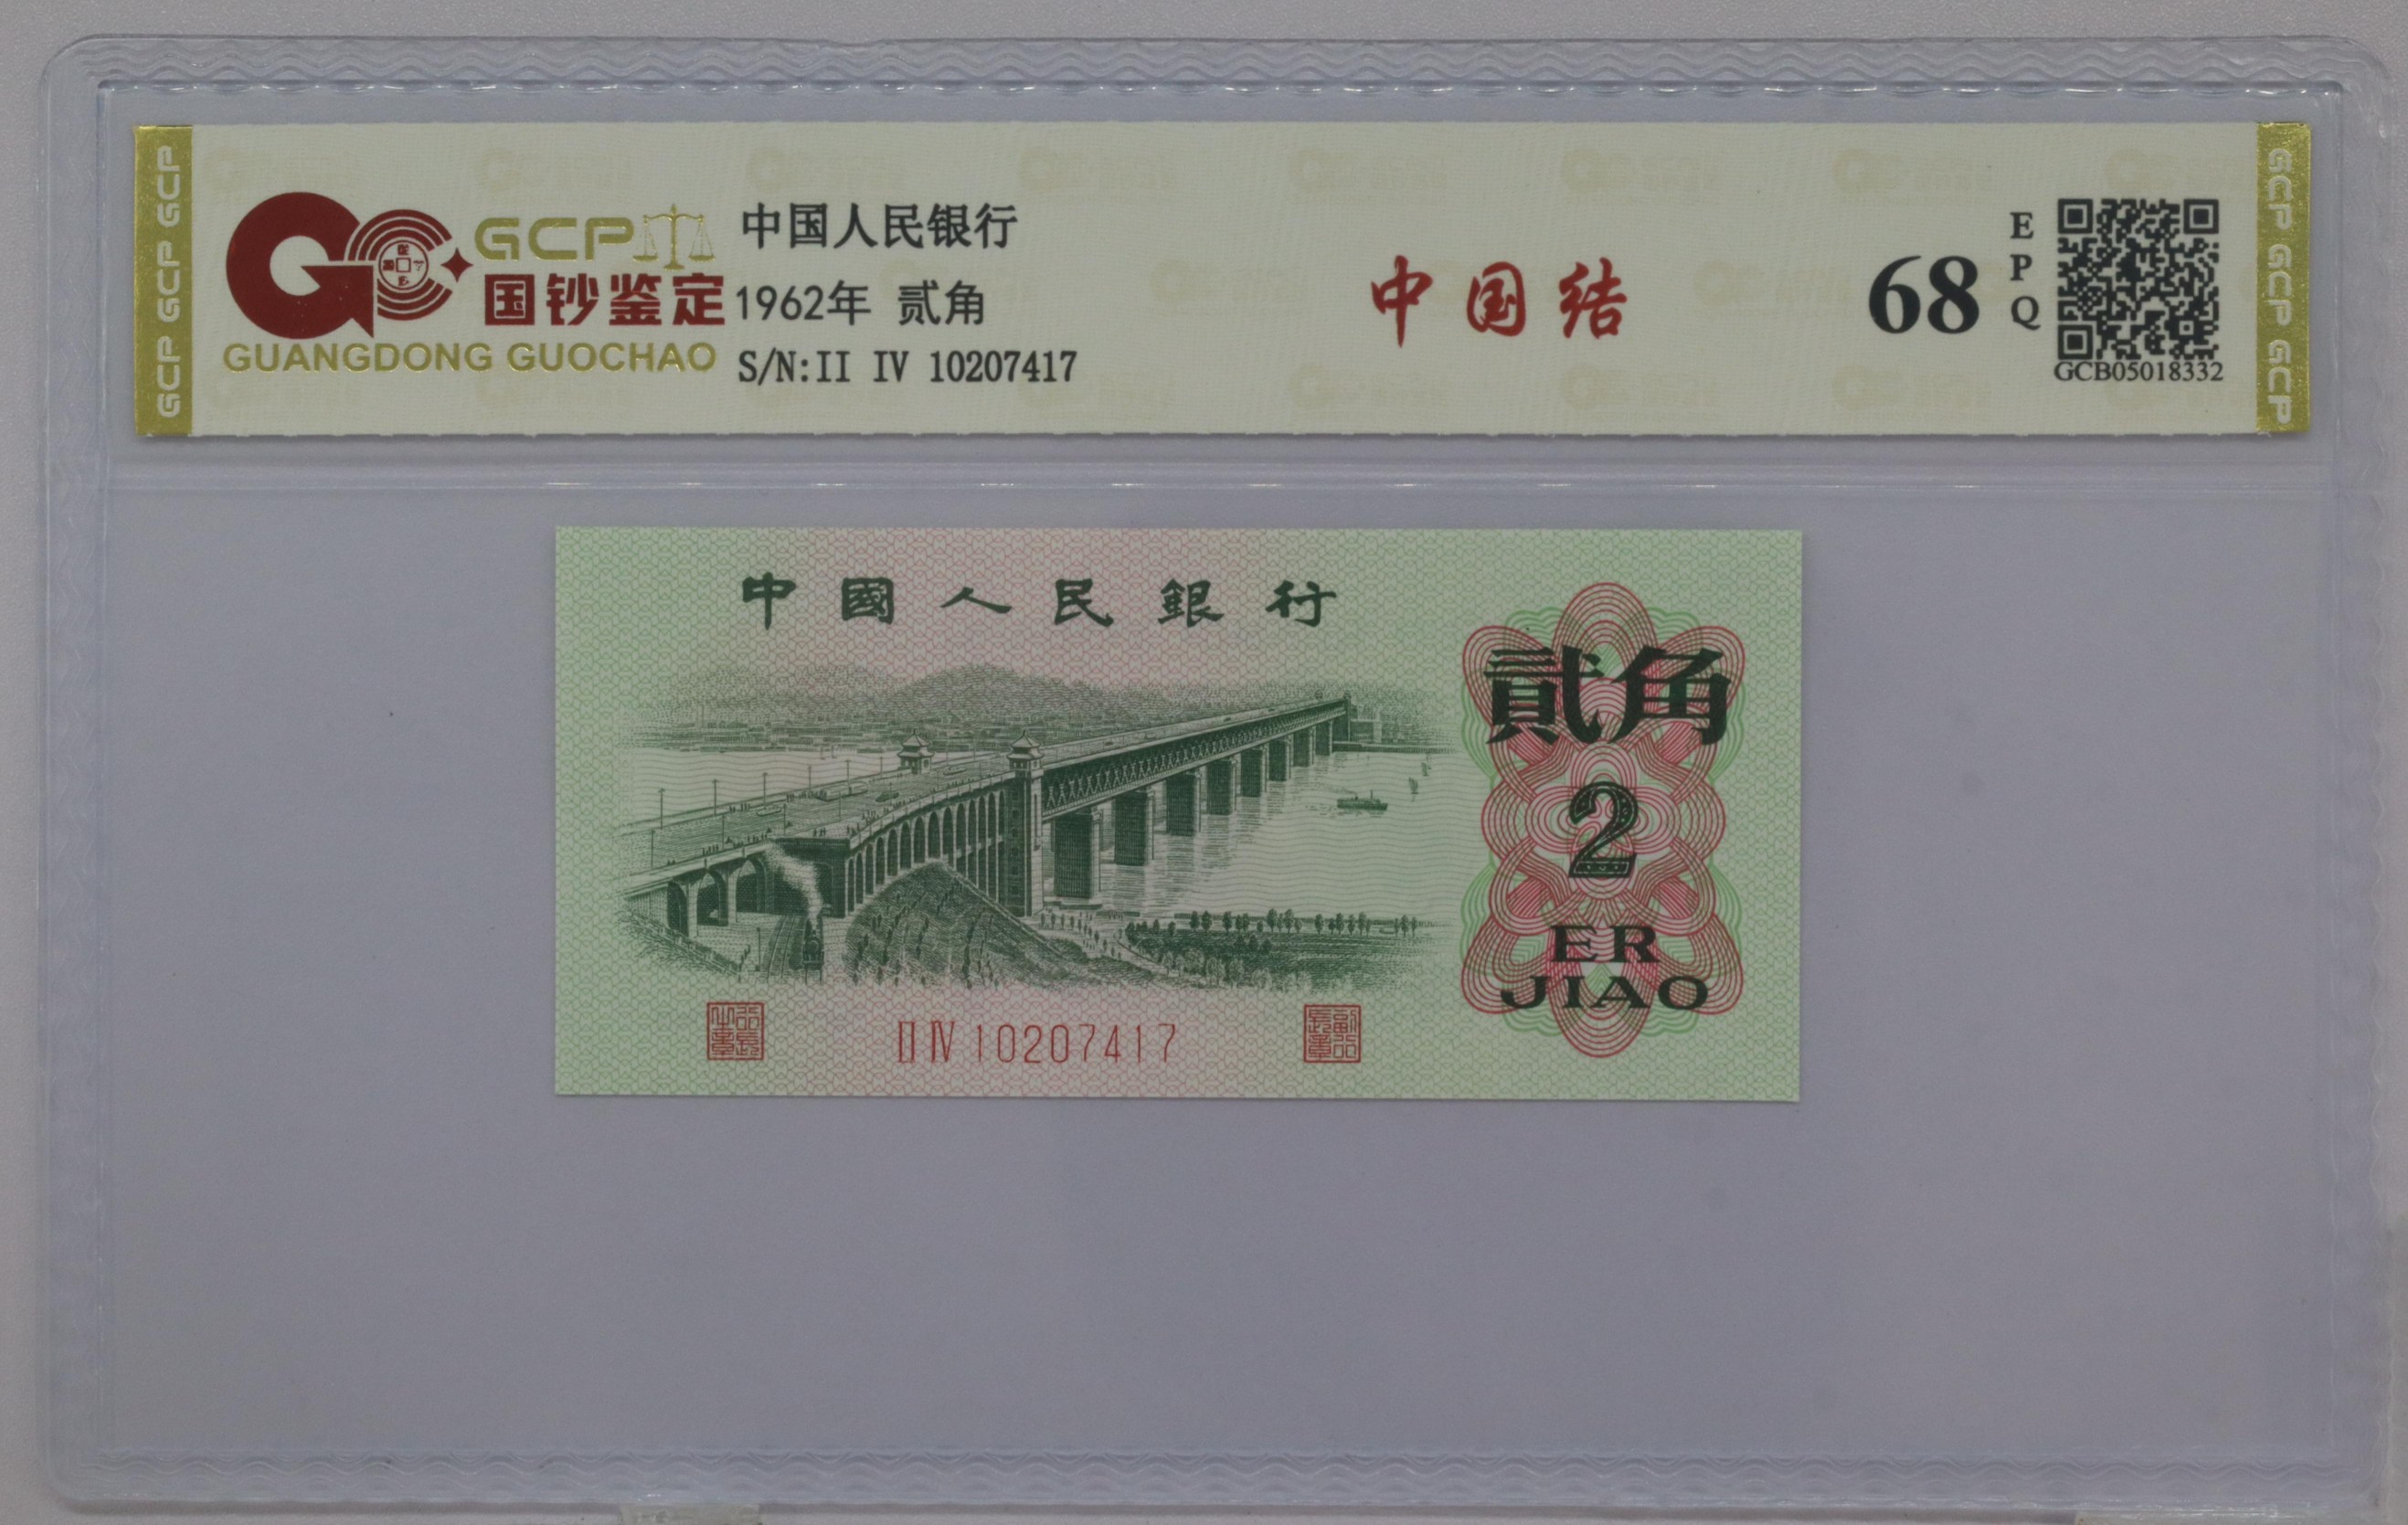 GCP GCP GCP
GCP
国钞鉴定
GUANGDONG GUOCHAO
中国人民银行
1962年 贰角
S/N:II IV 10207417
中国结
68
EPQ
GCB05018332
GCP GCP GCP
中國人民銀行
貳角
2
ER
JIAO
II IV 10207417